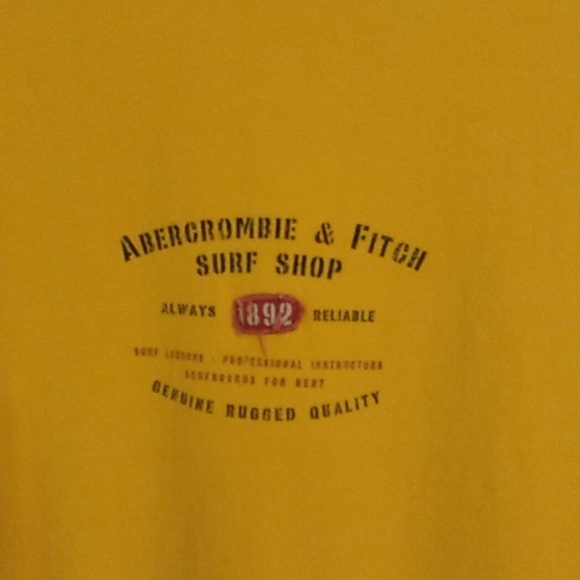 ABERCROMBIE & FITCH
SURF SHOP
ALWAYS 1892 RELIABLE
SURF LESSONS - PROFESSIONAL INSTRUCTORS
SURFBOARDS FOR RENT
GENUINE RUGGED QUALITY